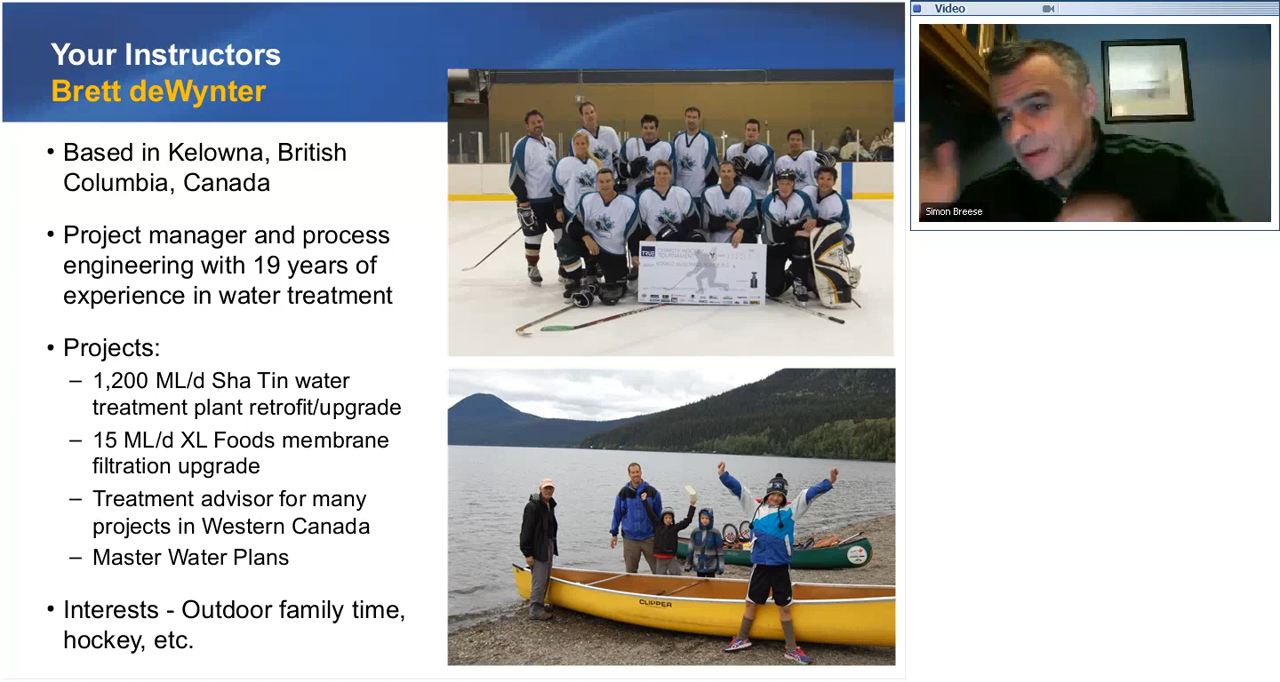 Your Instructors
Brett deWynter
• Based in Kelowna, British
Columbia, Canada
• Project manager and process
engineering with 19 years of
experience in water treatment
• Projects:
– 1,200 ML/d Sha Tin water
treatment plant retrofit/upgrade
– 15 ML/d XL Foods membrane
filtration upgrade
– Treatment advisor for many
projects in Western Canada
– Master Water Plans
• Interests - Outdoor family time,
hockey, etc.
TRUE
CLIPPER
Video
Simon Breese